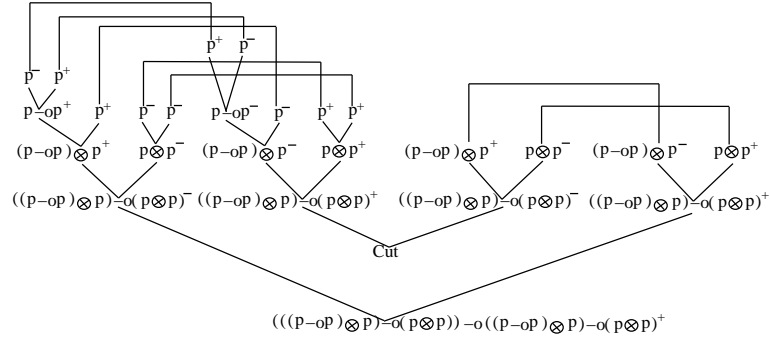 p⁺ p⁻
p⁻ p⁺
p–op⁺ p⁺ p⁻ p⁻ p–op⁻ p⁻ p⁺ p⁺
(p–op)⊗p⁺ p⊗p⁻ (p–op)⊗p⁻ p⊗p⁺ (p–op)⊗p⁺ p⊗p⁻ (p–op)⊗p⁻ p⊗p⁺
((p–op)⊗p)–o(p⊗p)⁻ ((p–op)⊗p)–o(p⊗p)⁺ ((p–op)⊗p)–o(p⊗p)⁻ ((p–op)⊗p)–o(p⊗p)⁺
Cut
(((p–op)⊗p)–o(p⊗p))–o((p–op)⊗p)–o(p⊗p)⁺